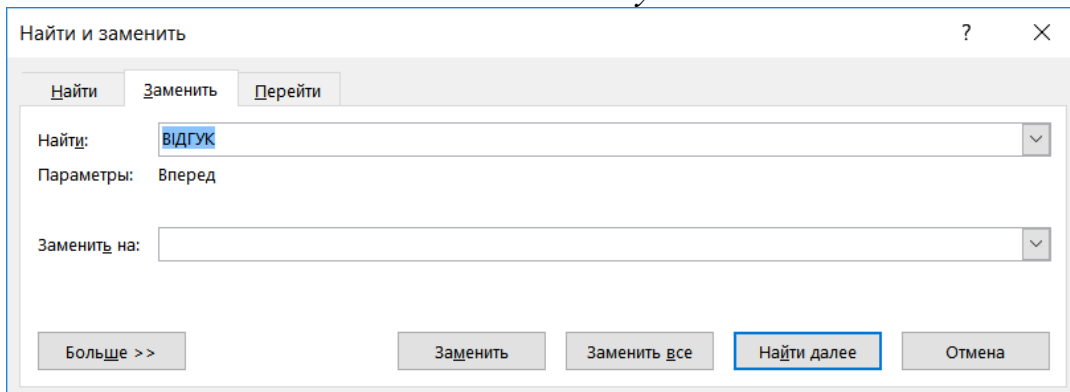 Найти и заменить ?
Найти Заменить Перейти
Найти: ВІДГУК
Параметры: Вперед
Заменить на:
Больше >> Заменить Заменить все Найти далее Отмена